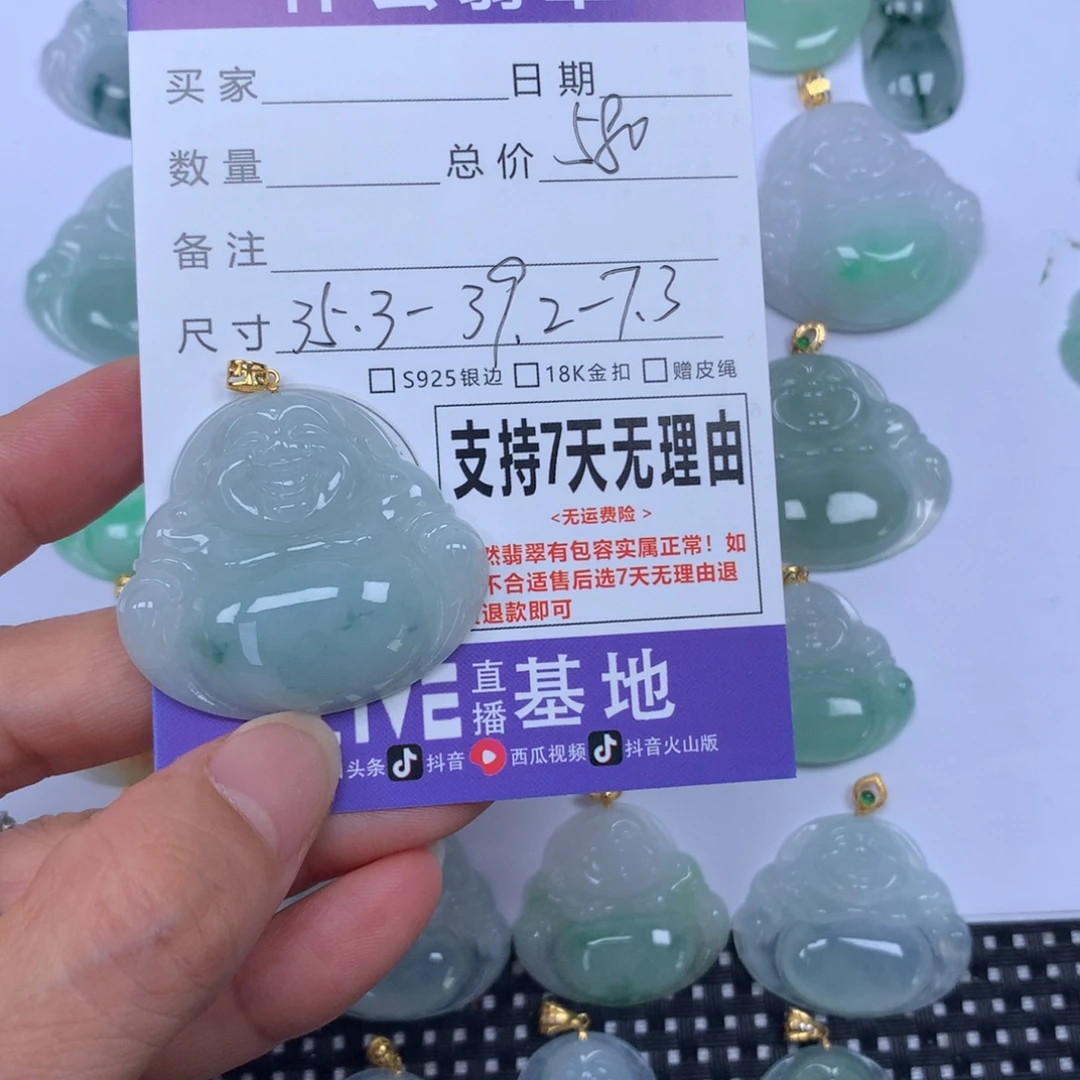 买家 日期
数量 总价 580
备注
尺寸 35.3-39.2-7.3
S925银边 18K金扣 赠皮绳
支持7天无理由
<无运费险>
然翡翠有包容实属正常！如
不合适售后选7天无理由退
退款即可
LIVE 直播 基地
头条 抖音 西瓜视频 抖音火山版